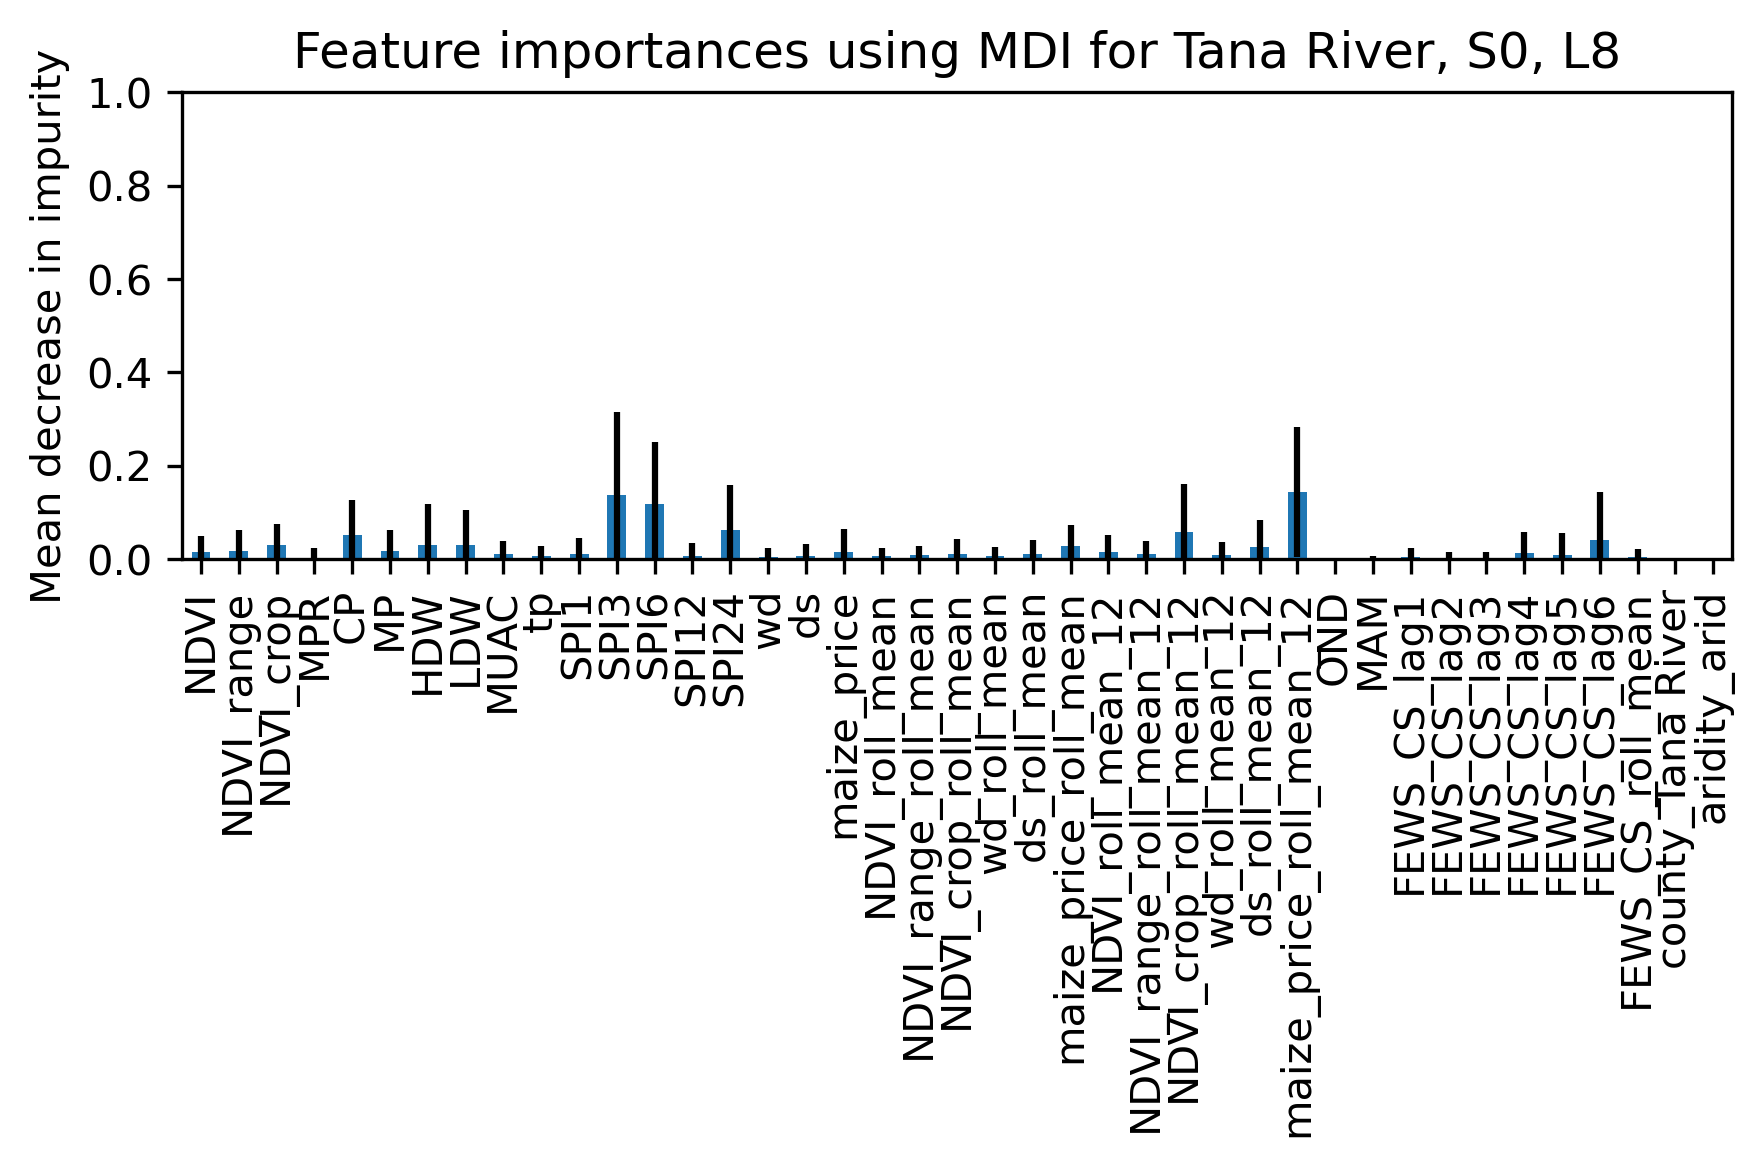 Feature importances using MDI for Tana River, S0, L8
Mean decrease in impurity
1.0
0.8
0.6
0.4
0.2
0.0
NDVI
NDVI_range
NDVI_crop
MPR
CP
MP
HDW
LDW
MUAC
tp
SPI1
SPI3
SPI6
SPI12
SPI24
wd
ds
maize_price
NDVI_roll_mean
NDVI_range_roll_mean
NDVI_crop_roll_mean
wd_roll_mean
ds_roll_mean
maize_price_roll_mean
NDVI_roll_mean_12
NDVI_range_roll_mean_12
NDVI_crop_roll_mean_12
wd_roll_mean_12
ds_roll_mean_12
maize_price_roll_mean_12
OND
MAM
FEWS_CS_lag1
FEWS_CS_lag2
FEWS_CS_lag3
FEWS_CS_lag4
FEWS_CS_lag5
FEWS_CS_lag6
FEWS_CS_roll_mean
county_Tana River
aridity_arid